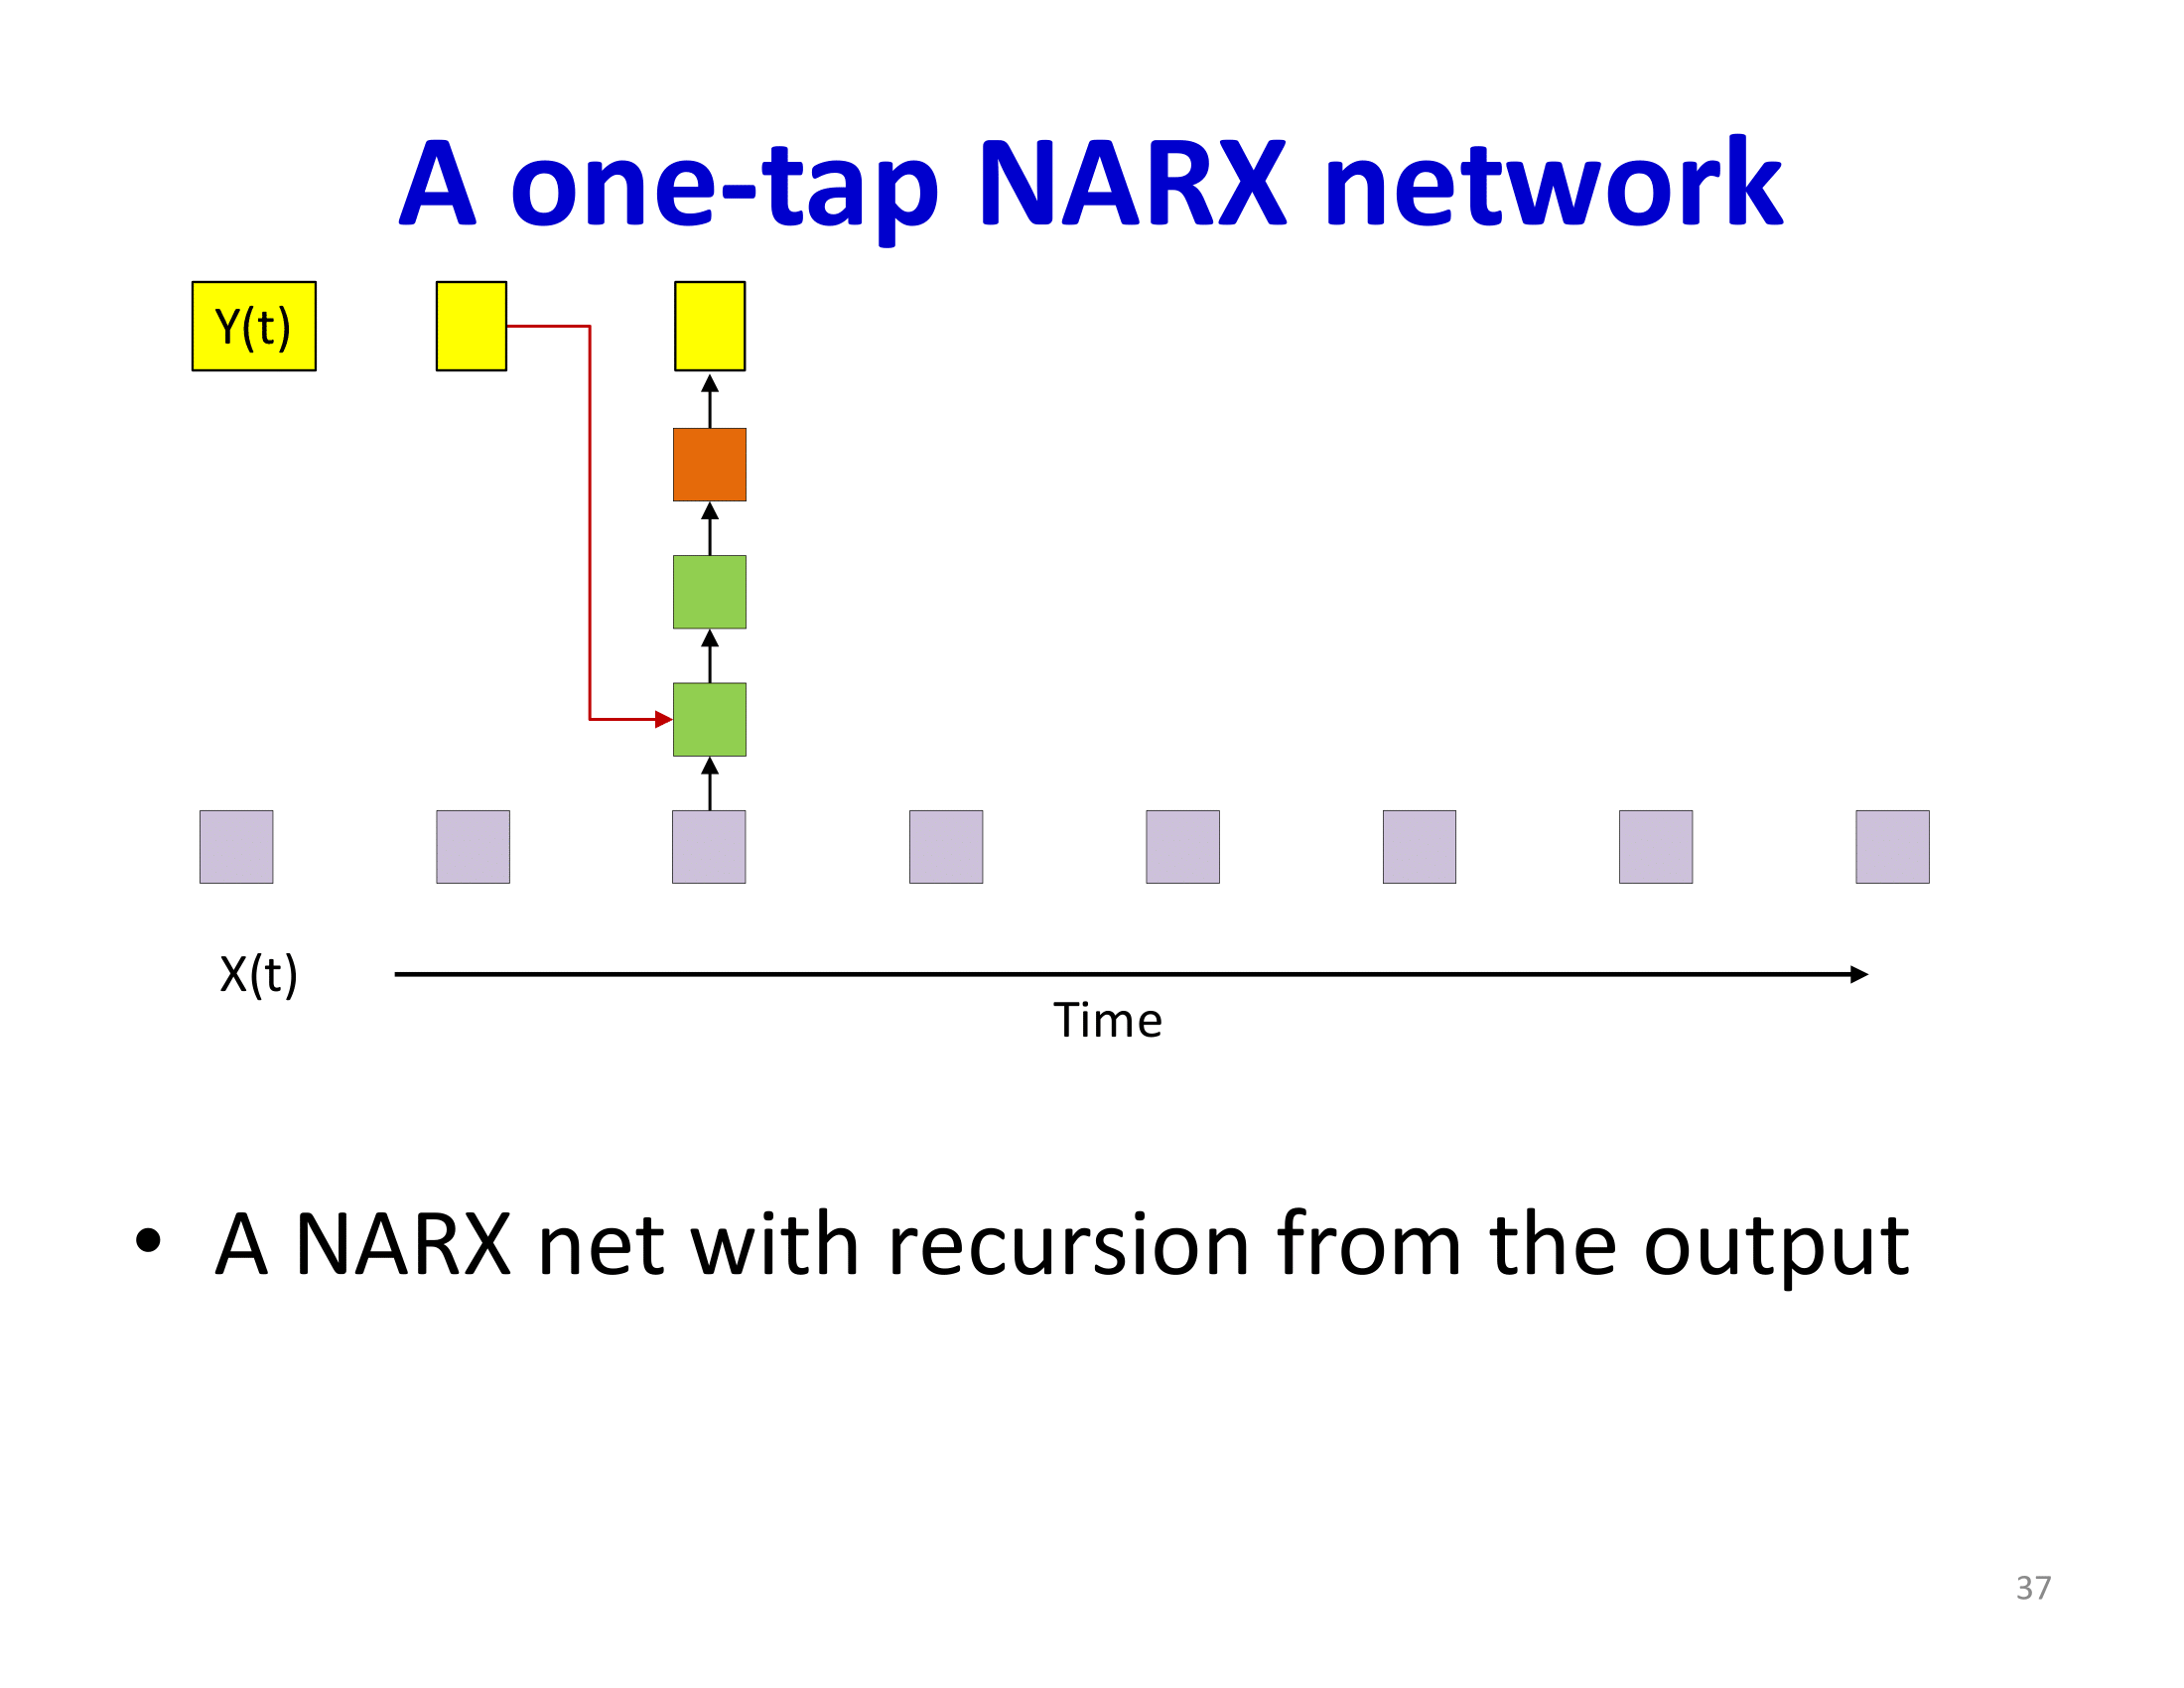 A one-tap NARX network
Y(t)
X(t)
Time
• A NARX net with recursion from the output
37